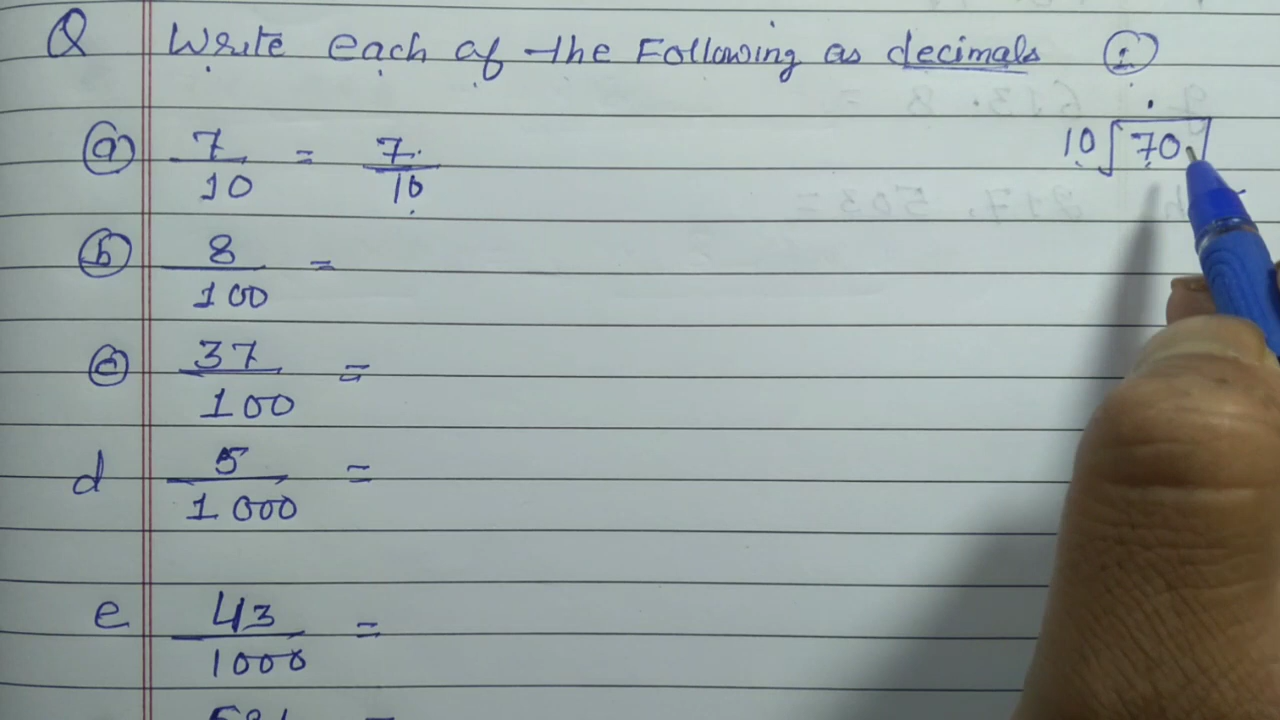 Q Write each of the Following as decimals 1
a 7/10 = 7./10
10 70
b 8/100 =
c 37/100 =
d 5/1000 =
e 43/1000 =